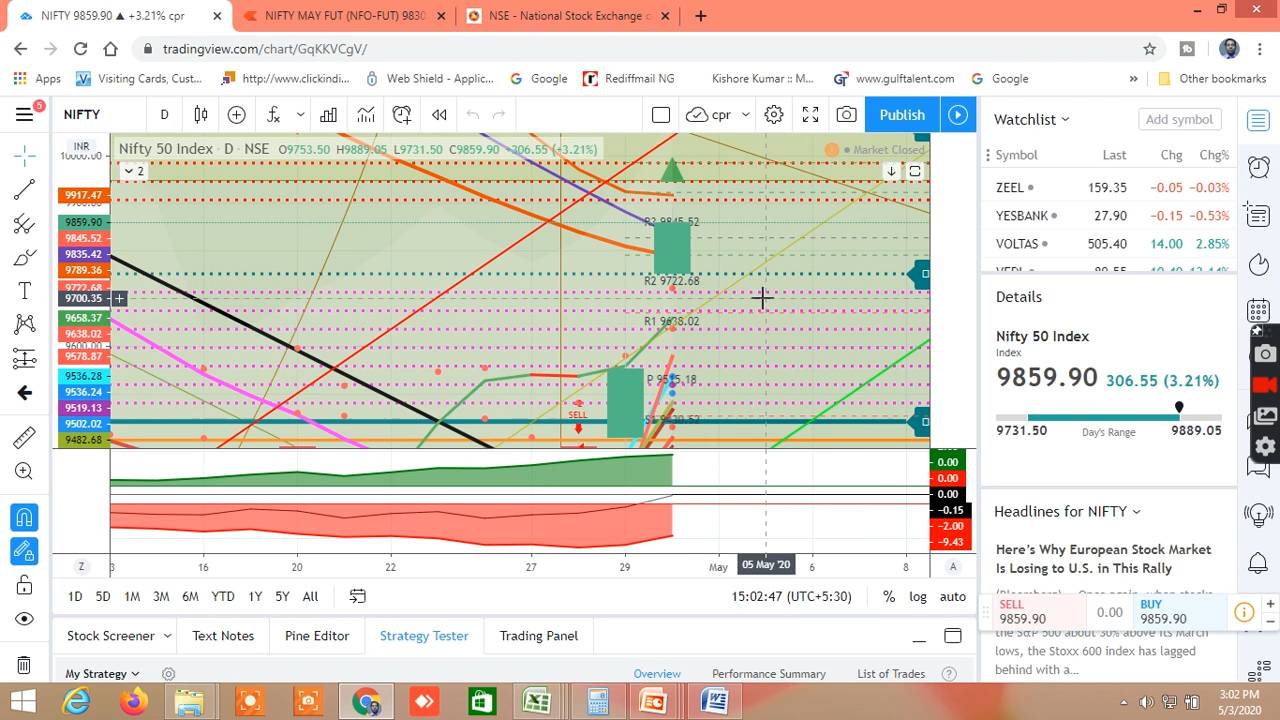 NIFTY 9859.90 ▲ +3.21% cpr
NIFTY MAY FUT (NFO-FUT) 9830
NSE - National Stock Exchange o
tradingview.com/chart/GqKKVCgV/
Apps
Visiting Cards, Cust...
http://www.clickindi...
Web Shield - Applic...
Google
Rediffmail NG
Kishore Kumar :: M...
www.gulftalent.com
Google
»
Other bookmarks
5
NIFTY
D
cpr
Publish
INR
Nifty 50 Index · D · NSE O9753.50 H9889.05 L9731.50 C9859.90 +306.55 (+3.21%)
Market Closed
2
10000.00
9917.47
9859.90
9845.52
9835.42
9789.36
9722.68
9700.35
9658.37
9638.02
9600.00
9578.87
9536.28
9536.24
9519.13
9502.02
9482.68
R3 9845.52
R2 9722.68
R1 9638.02
P 9515.18
SELL
0.00
0.00
0.00
−0.15
−2.00
−9.43
Z
3
16
20
22
27
29
May
05 May '20
6
8
A
1D 5D 1M 3M 6M YTD 1Y 5Y All
15:02:47 (UTC+5:30)
% log auto
Stock Screener
Text Notes
Pine Editor
Strategy Tester
Trading Panel
My Strategy
Overview
Performance Summary
List of Trades
Watchlist
Add symbol
Symbol Last Chg Chg%
ZEEL 159.35 −0.05 −0.03%
YESBANK 27.90 −0.15 −0.53%
VOLTAS 505.40 14.00 2.85%
Details
Nifty 50 Index
Index
9859.90 306.55 (3.21%)
9731.50 Day's Range 9889.05
Headlines for NIFTY
Here's Why European Stock Market
Is Losing to U.S. in This Rally
SELL
9859.90
0.00
BUY
9859.90
the S&P 500 about 30% above its March
lows, the Stoxx 600 index has lagged
behind with a...
3:02 PM
5/3/2020